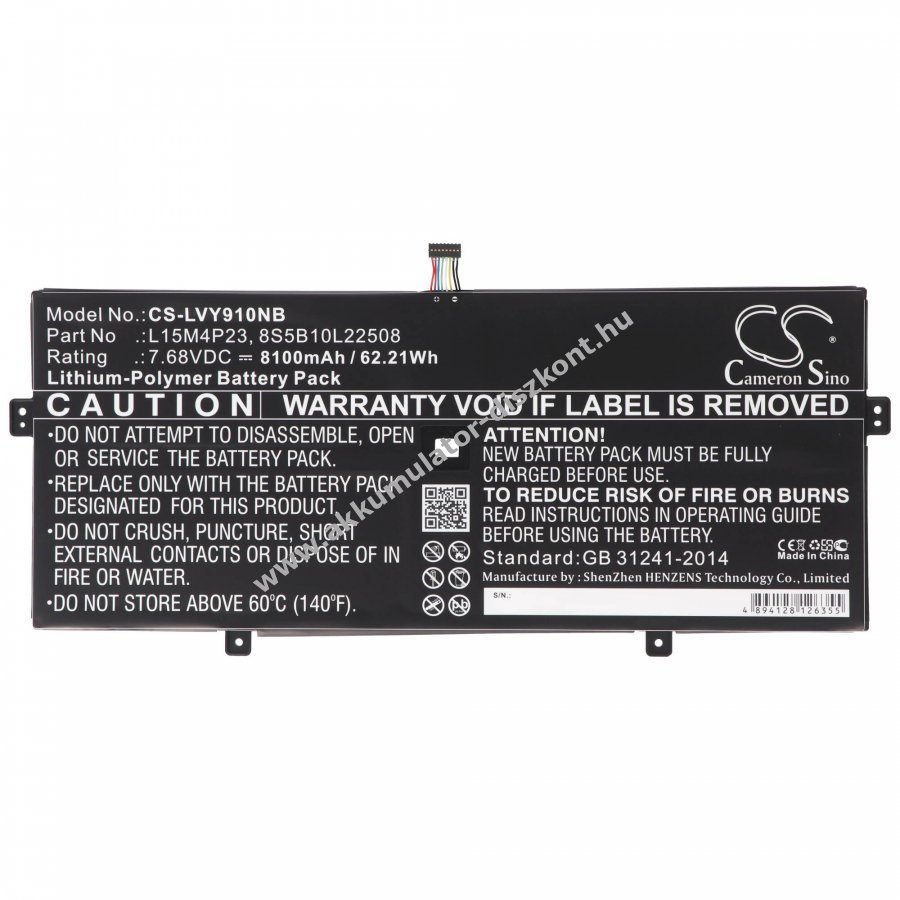 Model No.:CS-LVY910NB
Part No :L15M4P23, 8S5B10L22508
Rating :7.68VDC ⎓ 8100mAh / 62.21Wh
Lithium-Polymer Battery Pack
CS
Cameron Sino
CAUTION
WARRANTY VOID IF LABEL IS REMOVED
•DO NOT ATTEMPT TO DISASSEMBLE, OPEN
OR SERVICE THE BATTERY PACK.
•REPLACE ONLY WITH THE BATTERY PACK
DESIGNATED FOR THIS PRODUCT
•DO NOT CRUSH, PUNCTURE, SHORT
EXTERNAL CONTACTS OR DISPOSE OF IN
FIRE OR WATER.
•DO NOT STORE ABOVE 60°C (140°F).
ATTENTION!
NEW BATTERY PACK MUST BE FULLY
CHARGED BEFORE USE.
TO REDUCE RISK OF FIRE OR BURNS
READ INSTRUCTIONS IN OPERATING GUIDE
BEFORE USING THE BATTERY.
Standard:GB 31241-2014
Made in China
Manufacture by : ShenZhen HENZENS Technology Co., Limited
S/N.:
4 894128 126355
Pb
www.akkumulator-diszkont.hu